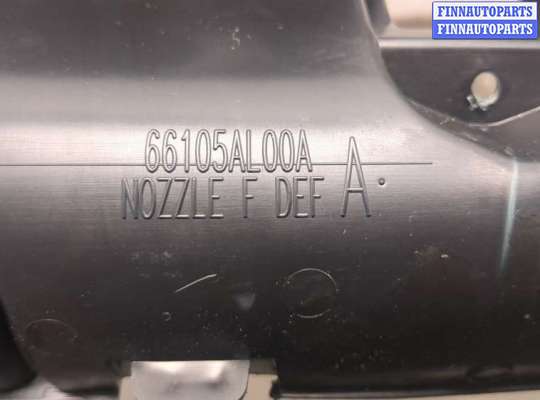 FINNAUTOPARTS
FINNAUTOPARTS
66105AL00A
NOZZLE F DEF A